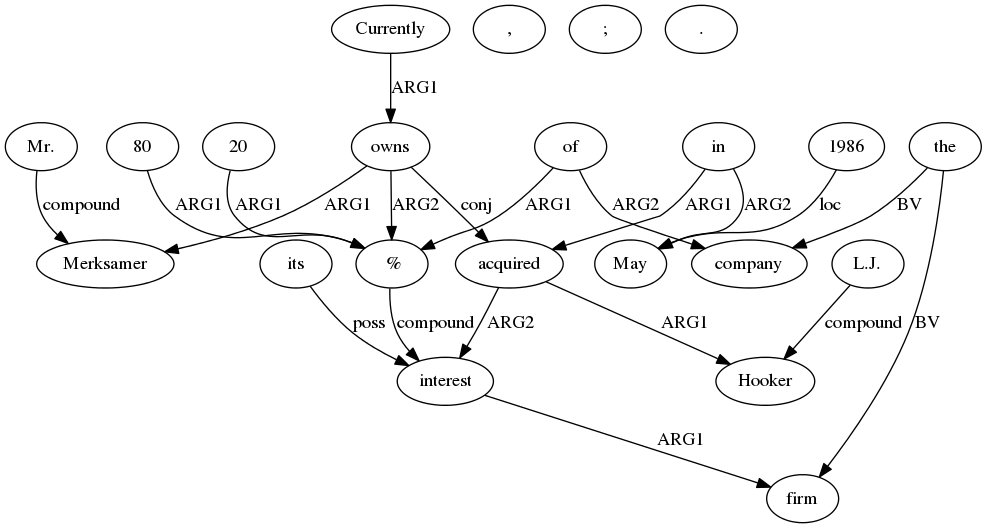 Currently , ; .
ARG1
Mr. 80 20 owns of in 1986 the
compound ARG1 ARG1 ARG1 ARG2 conj ARG1 ARG2 ARG1 ARG2 loc BV
Merksamer its % acquired May company L.J.
poss compound ARG2 ARG1 compound BV
interest Hooker
ARG1
firm